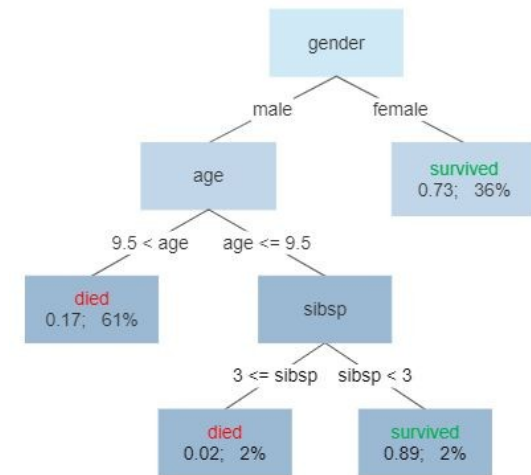 gender
male
female
age
survived
0.73; 36%
9.5 < age
age <= 9.5
died
0.17; 61%
sibsp
3 <= sibsp
sibsp < 3
died
0.02; 2%
survived
0.89; 2%